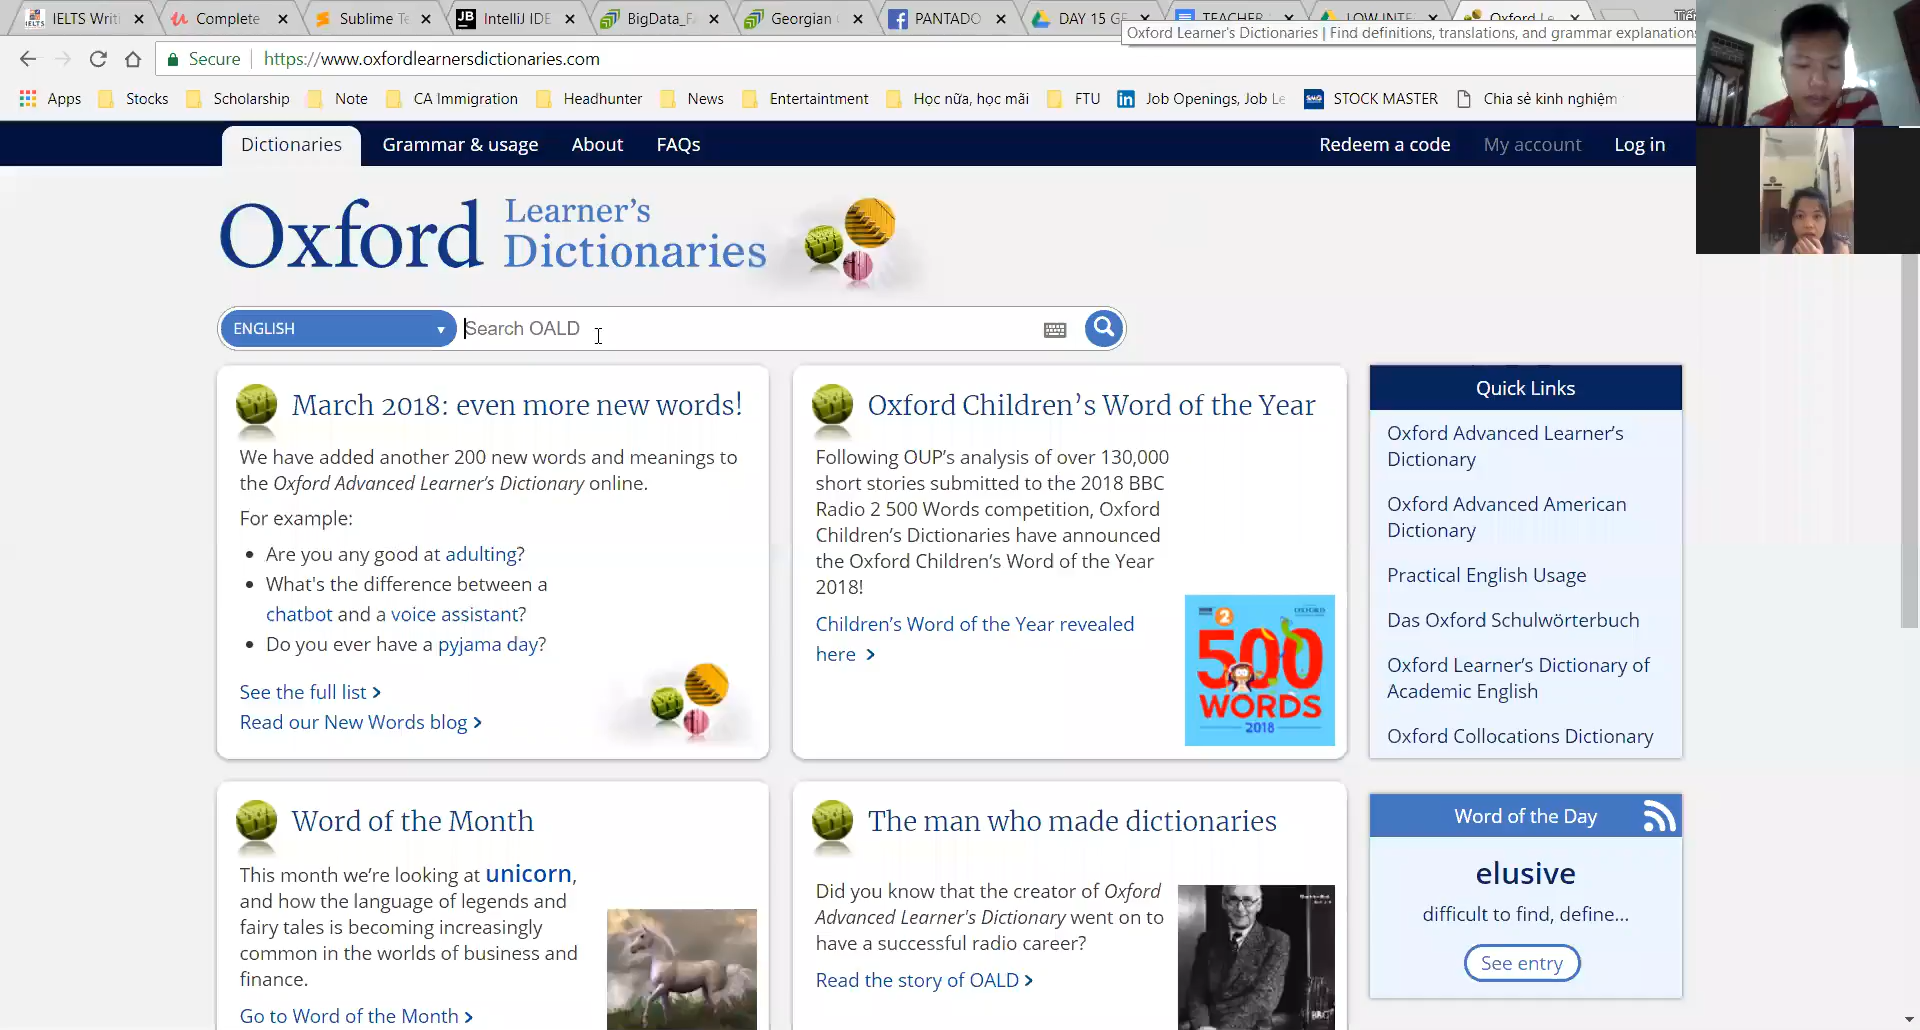 IELTS Writi
Complete
Sublime Te
IntelliJ IDE
BigData_F
Georgian
PANTADO
DAY 15 GE
TEACHER
LOW INTE
Oxford Le
Oxford Learner's Dictionaries | Find definitions, translations, and grammar explanations
Secure https://www.oxfordlearnersdictionaries.com
Apps Stocks Scholarship Note CA Immigration Headhunter News Entertaintment Học nữa, học mãi FTU Job Openings, Job Le STOCK MASTER Chia sẻ kinh nghiệm
Dictionaries Grammar & usage About FAQs Redeem a code My account Log in
Oxford Learner's Dictionaries
ENGLISH Search OALD
March 2018: even more new words!
We have added another 200 new words and meanings to
the Oxford Advanced Learner's Dictionary online.
For example:
Are you any good at adulting?
What's the difference between a
chatbot and a voice assistant?
Do you ever have a pyjama day?
See the full list >
Read our New Words blog >
Oxford Children's Word of the Year
Following OUP's analysis of over 130,000
short stories submitted to the 2018 BBC
Radio 2 500 Words competition, Oxford
Children's Dictionaries have announced
the Oxford Children's Word of the Year
2018!
Children's Word of the Year revealed
here >
2
500
WORDS
2018
Quick Links
Oxford Advanced Learner's
Dictionary
Oxford Advanced American
Dictionary
Practical English Usage
Das Oxford Schulwörterbuch
Oxford Learner's Dictionary of
Academic English
Oxford Collocations Dictionary
Word of the Month
This month we're looking at unicorn,
and how the language of legends and
fairy tales is becoming increasingly
common in the worlds of business and
finance.
Go to Word of the Month >
The man who made dictionaries
Did you know that the creator of Oxford
Advanced Learner's Dictionary went on to
have a successful radio career?
Read the story of OALD >
Word of the Day
elusive
difficult to find, define...
See entry